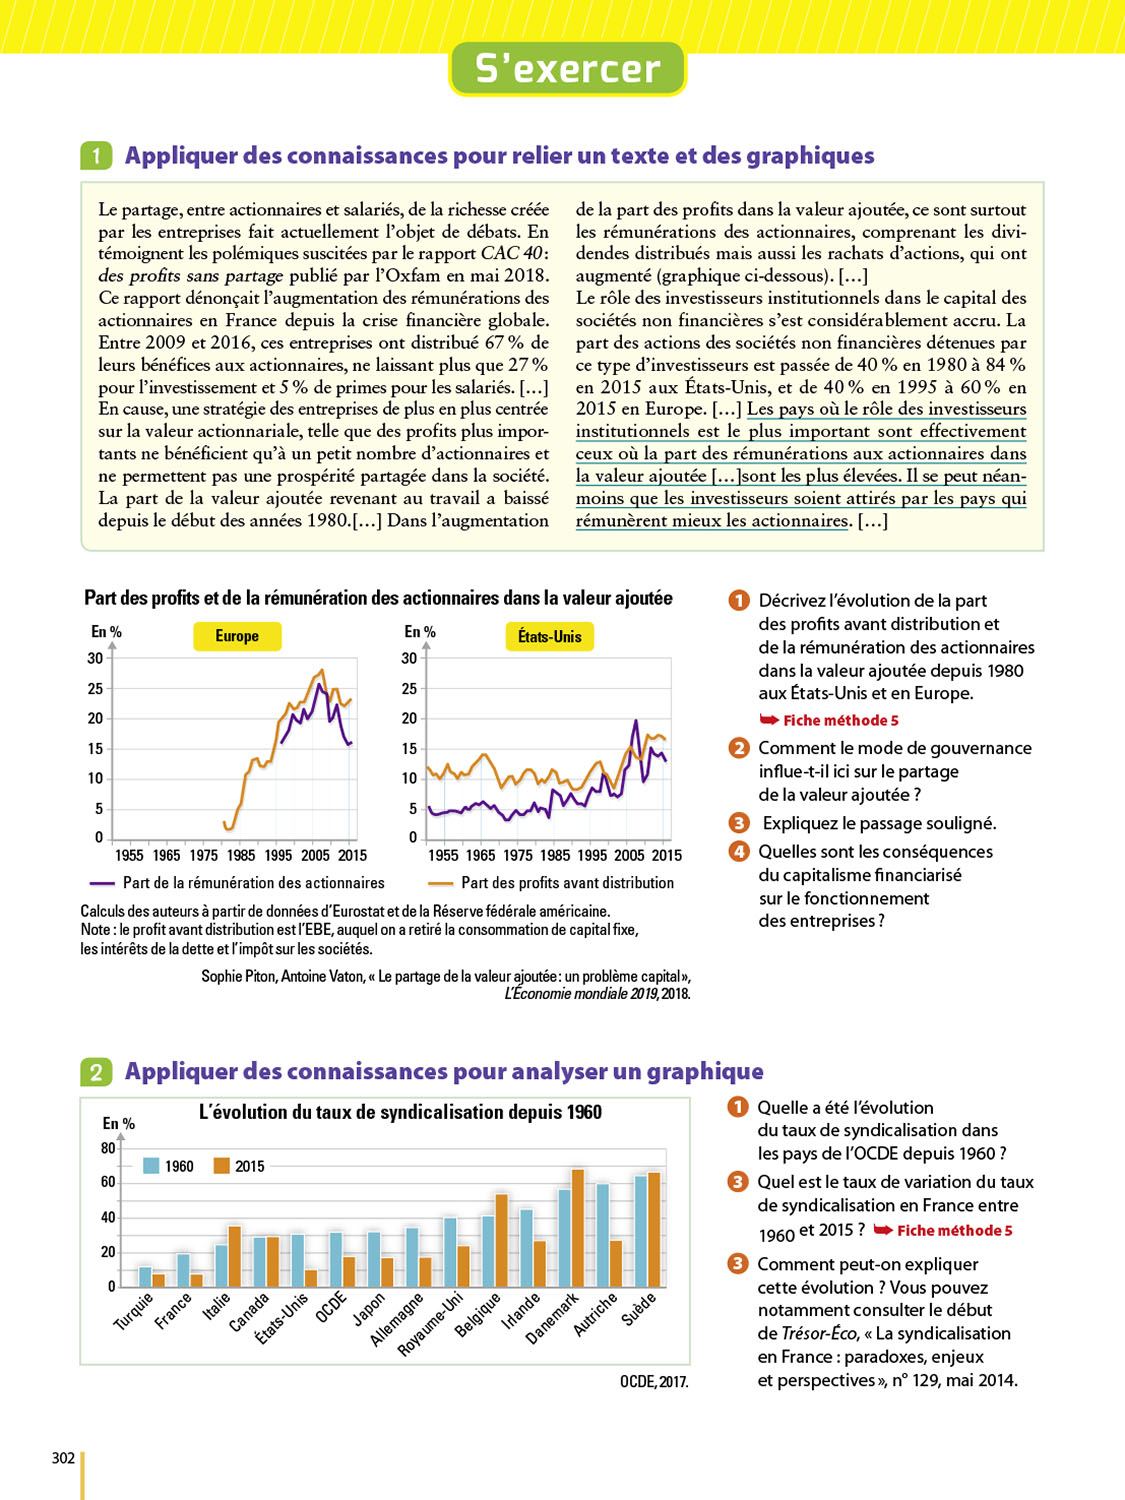 S'exercer
1 Appliquer des connaissances pour relier un texte et des graphiques
Le partage, entre actionnaires et salariés, de la richesse créée
par les entreprises fait actuellement l'objet de débats. En
témoignent les polémiques suscitées par le rapport CAC 40 :
des profits sans partage publié par l'Oxfam en mai 2018.
Ce rapport dénonçait l'augmentation des rémunérations des
actionnaires en France depuis la crise financière globale.
Entre 2009 et 2016, ces entreprises ont distribué 67 % de
leurs bénéfices aux actionnaires, ne laissant plus que 27 %
pour l'investissement et 5 % de primes pour les salariés. […]
En cause, une stratégie des entreprises de plus en plus centrée
sur la valeur actionnariale, telle que des profits plus impor-
tants ne bénéficient qu'à un petit nombre d'actionnaires et
ne permettent pas une prospérité partagée dans la société.
La part de la valeur ajoutée revenant au travail a baissé
depuis le début des années 1980.[…] Dans l'augmentation
de la part des profits dans la valeur ajoutée, ce sont surtout
les rémunérations des actionnaires, comprenant les divi-
dendes distribués mais aussi les rachats d'actions, qui ont
augmenté (graphique ci-dessous). […]
Le rôle des investisseurs institutionnels dans le capital des
sociétés non financières s'est considérablement accru. La
part des actions des sociétés non financières détenues par
ce type d'investisseurs est passée de 40 % en 1980 à 84 %
en 2015 aux États-Unis, et de 40 % en 1995 à 60 % en
2015 en Europe. […] Les pays où le rôle des investisseurs
institutionnels est le plus important sont effectivement
ceux où la part des rémunérations aux actionnaires dans
la valeur ajoutée […]sont les plus élevées. Il se peut néan-
moins que les investisseurs soient attirés par les pays qui
rémunèrent mieux les actionnaires. […]
Part des profits et de la rémunération des actionnaires dans la valeur ajoutée
En %
Europe
30
25
20
15
10
5
0
1955 1965 1975 1985 1995 2005 2015
En %
États-Unis
30
25
20
15
10
5
0
1955 1965 1975 1985 1995 2005 2015
Part de la rémunération des actionnaires
Part des profits avant distribution
Calculs des auteurs à partir de données d'Eurostat et de la Réserve fédérale américaine.
Note : le profit avant distribution est l'EBE, auquel on a retiré la consommation de capital fixe,
les intérêts de la dette et l'impôt sur les sociétés.
Sophie Piton, Antoine Vaton, « Le partage de la valeur ajoutée : un problème capital »,
L'Économie mondiale 2019, 2018.
1 Décrivez l'évolution de la part
des profits avant distribution et
de la rémunération des actionnaires
dans la valeur ajoutée depuis 1980
aux États-Unis et en Europe.
Fiche méthode 5
2 Comment le mode de gouvernance
influe-t-il ici sur le partage
de la valeur ajoutée ?
3 Expliquez le passage souligné.
4 Quelles sont les conséquences
du capitalisme financiarisé
sur le fonctionnement
des entreprises ?
2 Appliquer des connaissances pour analyser un graphique
L'évolution du taux de syndicalisation depuis 1960
En %
80
60
40
20
0
1960 2015
Turquie
France
Italie
Canada
États-Unis
OCDE
Japon
Allemagne
Royaume-Uni
Belgique
Irlande
Danemark
Autriche
Suède
OCDE, 2017.
1 Quelle a été l'évolution
du taux de syndicalisation dans
les pays de l'OCDE depuis 1960 ?
3 Quel est le taux de variation du taux
de syndicalisation en France entre
1960 et 2015 ? Fiche méthode 5
3 Comment peut-on expliquer
cette évolution ? Vous pouvez
notamment consulter le début
de Trésor-Éco, « La syndicalisation
en France : paradoxes, enjeux
et perspectives », n° 129, mai 2014.
302